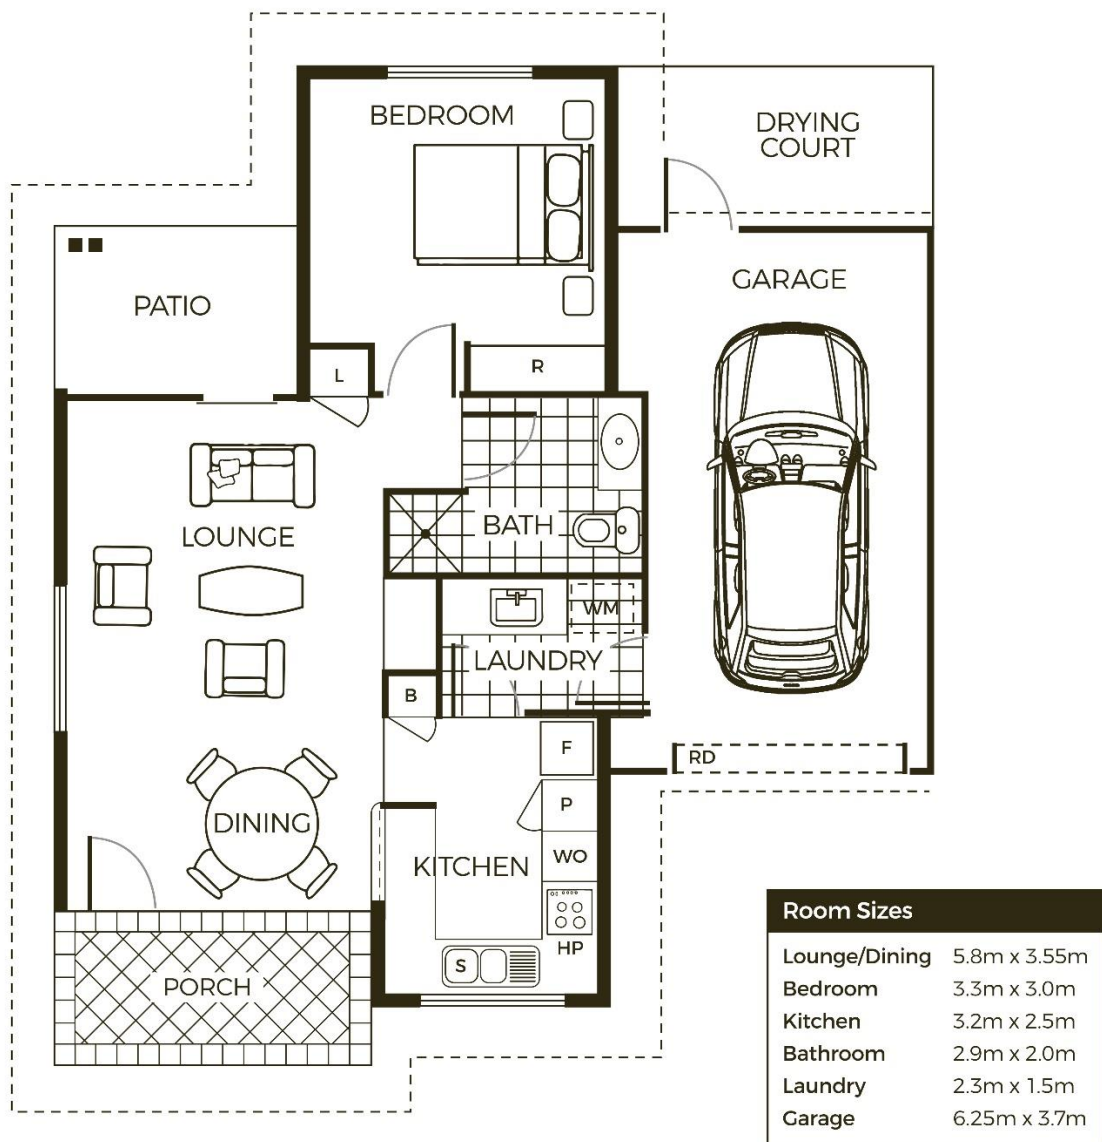 BEDROOM
DRYING
COURT
PATIO
GARAGE
L
R
LOUNGE
BATH
WM
LAUNDRY
B
F
RD
P
DINING
KITCHEN
WO
HP
S
PORCH
Room Sizes
Lounge/Dining 5.8m x 3.55m
Bedroom 3.3m x 3.0m
Kitchen 3.2m x 2.5m
Bathroom 2.9m x 2.0m
Laundry 2.3m x 1.5m
Garage 6.25m x 3.7m